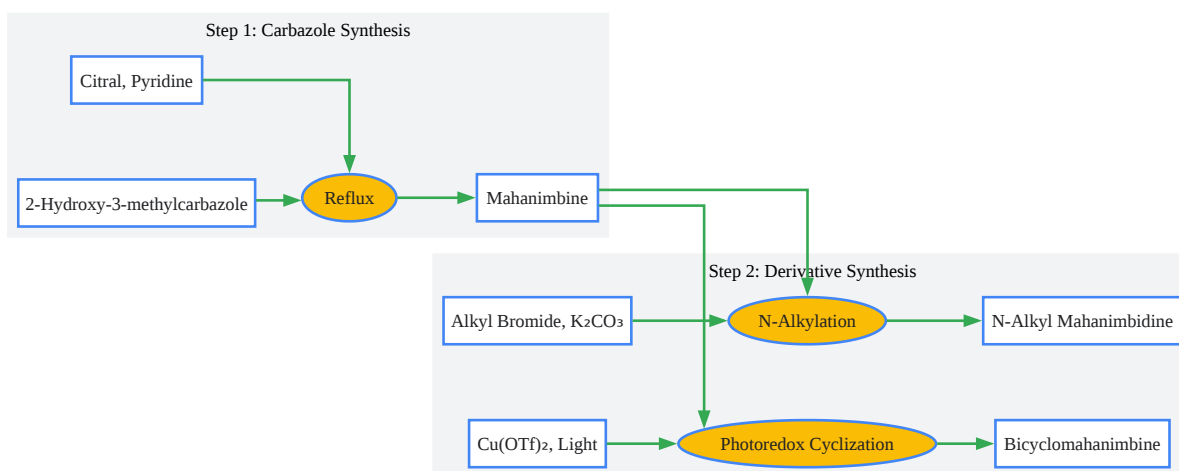 Step 1: Carbazole Synthesis
Citral, Pyridine
2-Hydroxy-3-methylcarbazole
Reflux
Mahanimbine
Step 2: Derivative Synthesis
Alkyl Bromide, K₂CO₃
N-Alkylation
N-Alkyl Mahanimbidine
Cu(OTf)₂, Light
Photoredox Cyclization
Bicyclomahanimbine